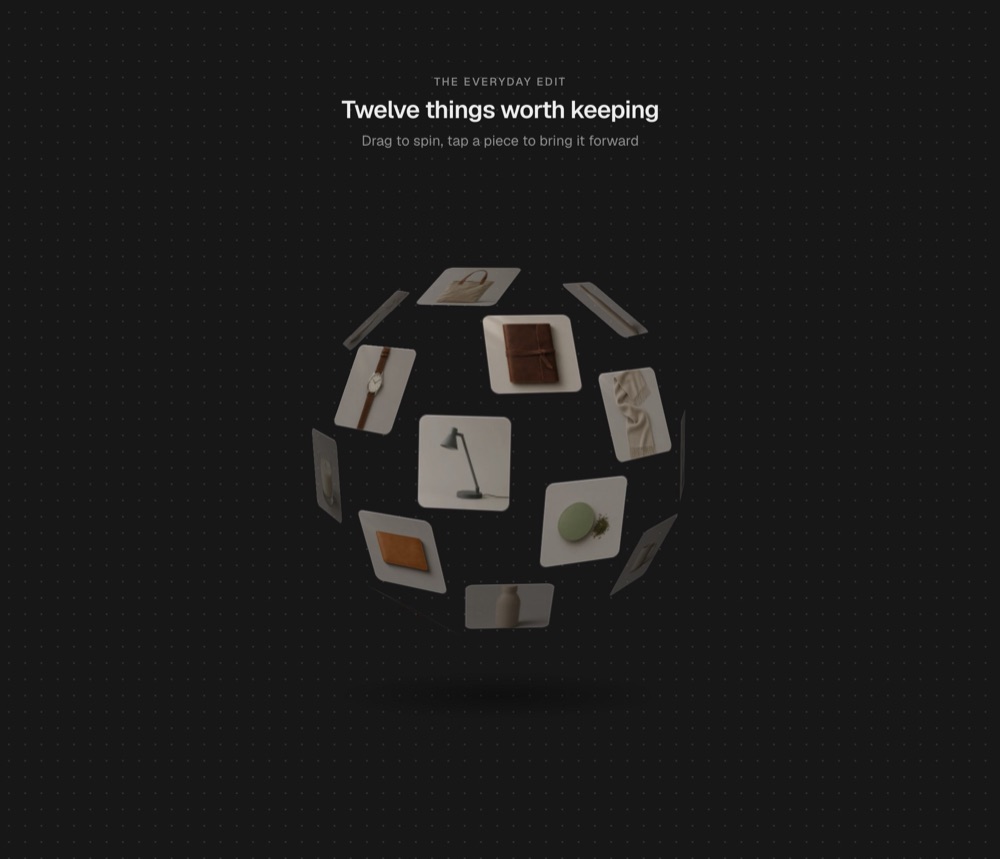 THE EVERYDAY EDIT
Twelve things worth keeping
Drag to spin, tap a piece to bring it forward